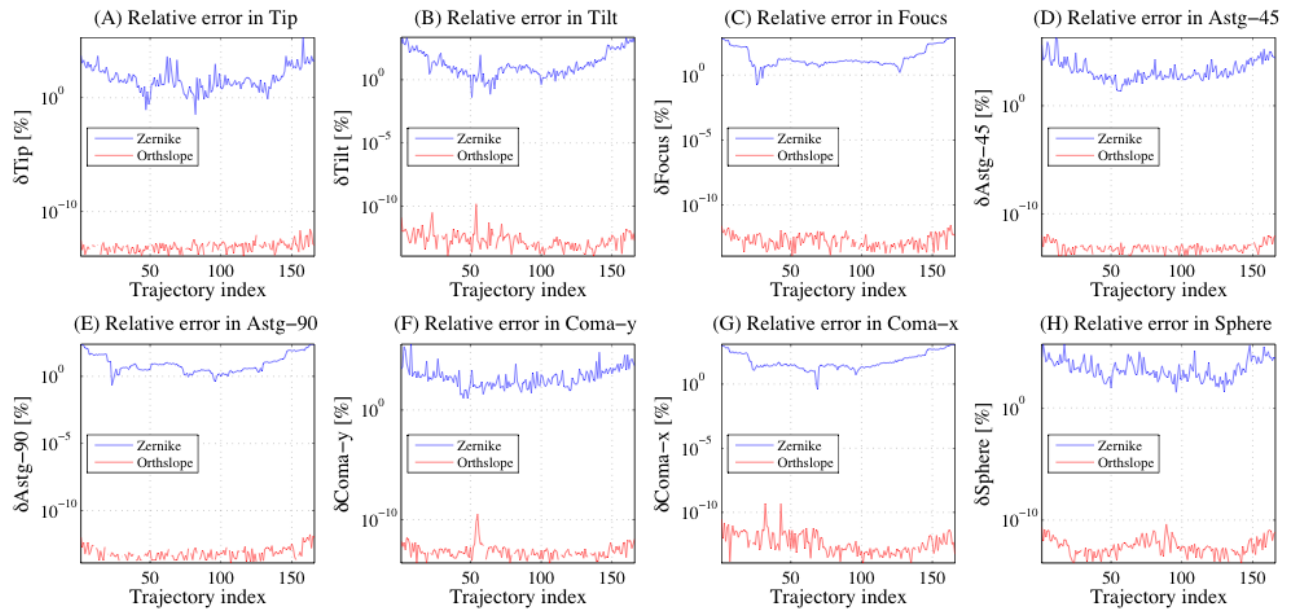 (A) Relative error in Tip
δTip [%]
10^0
10^−10
Zernike
Orthslope
50 100 150
Trajectory index
(B) Relative error in Tilt
δTilt [%]
10^0
10^−5
10^−10
Zernike
Orthslope
50 100 150
Trajectory index
(C) Relative error in Foucs
δFocus [%]
10^0
10^−5
10^−10
Zernike
Orthslope
50 100 150
Trajectory index
(D) Relative error in Astg−45
δAstg−45 [%]
10^0
10^−10
Zernike
Orthslope
50 100 150
Trajectory index
(E) Relative error in Astg−90
δAstg−90 [%]
10^0
10^−5
10^−10
Zernike
Orthslope
50 100 150
Trajectory index
(F) Relative error in Coma−y
δComa−y [%]
10^0
10^−10
Zernike
Orthslope
50 100 150
Trajectory index
(G) Relative error in Coma−x
δComa−x [%]
10^0
10^−5
10^−10
Zernike
Orthslope
50 100 150
Trajectory index
(H) Relative error in Sphere
δSphere [%]
10^0
10^−10
Zernike
Orthslope
50 100 150
Trajectory index